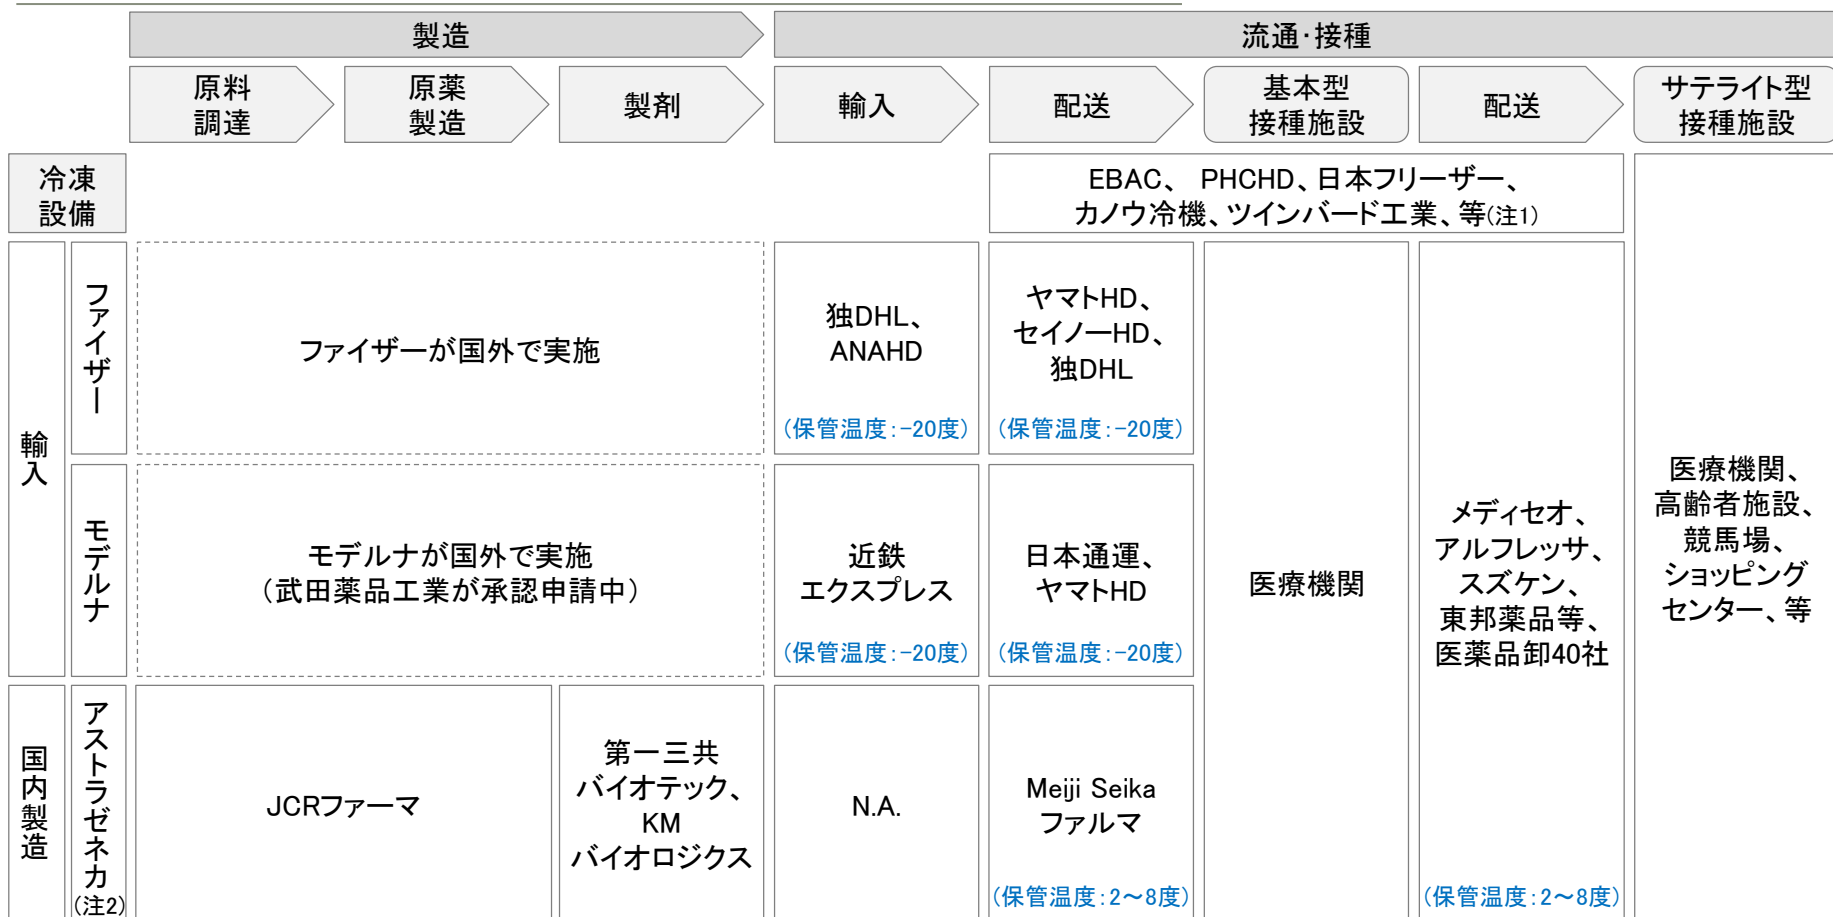 製造
流通･接種
原料
調達
原薬
製造
製剤
輸入
配送
基本型
接種施設
配送
サテライト型
接種施設
冷凍
設備
EBAC、 PHCHD、日本フリーザー、
カノウ冷機、ツインバード工業、等(注1)
輸入
ファイザー
ファイザーが国外で実施
独DHL、
ANAHD
(保管温度:-20度)
ヤマトHD、
セイノーHD、
独DHL
(保管温度:-20度)
モデルナ
モデルナが国外で実施
(武田薬品工業が承認申請中)
近鉄
エクスプレス
(保管温度:-20度)
日本通運、
ヤマトHD
(保管温度:-20度)
医療機関
メディセオ、
アルフレッサ、
スズケン、
東邦薬品等、
医薬品卸40社
(保管温度:2～8度)
医療機関、
高齢者施設、
競馬場、
ショッピング
センター、等
国内製造
アストラゼネカ
(注2)
JCRファーマ
第一三共
バイオテック、
KM
バイオロジクス
N.A.
Meiji Seika
ファルマ
(保管温度:2～8度)